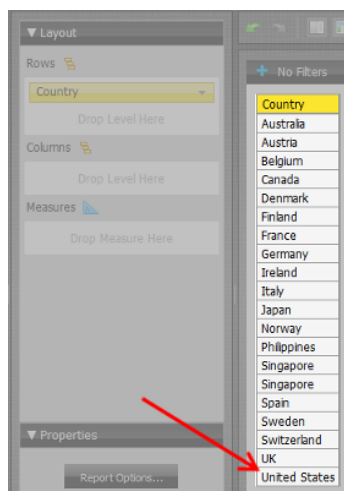 Layout
Rows
Country
Drop Level Here
Columns
Drop Level Here
Measures
Drop Measure Here
Properties
Report Options...
No Filters
Country
Australia
Austria
Belgium
Canada
Denmark
Finland
France
Germany
Ireland
Italy
Japan
Norway
Philippines
Singapore
Singapore
Spain
Sweden
Switzerland
UK
United States